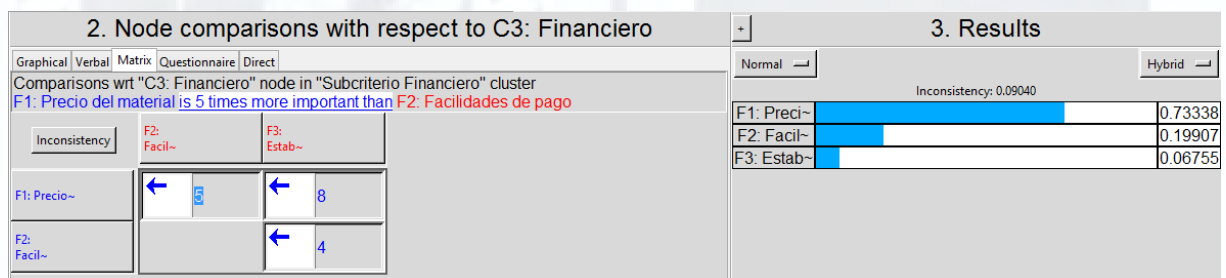 2. Node comparisons with respect to C3: Financiero
Graphical Verbal Matrix Questionnaire Direct
Comparisons wrt "C3: Financiero" node in "Subcriterio Financiero" cluster
F1: Precio del material is 5 times more important than F2: Facilidades de pago
Inconsistency
F2:
Facil~
F3:
Estab~
F1: Precio~
5
8
F2:
Facil~
4
+
3. Results
Normal
Hybrid
Inconsistency: 0.09040
F1: Preci~ 0.73338
F2: Facil~ 0.19907
F3: Estab~ 0.06755